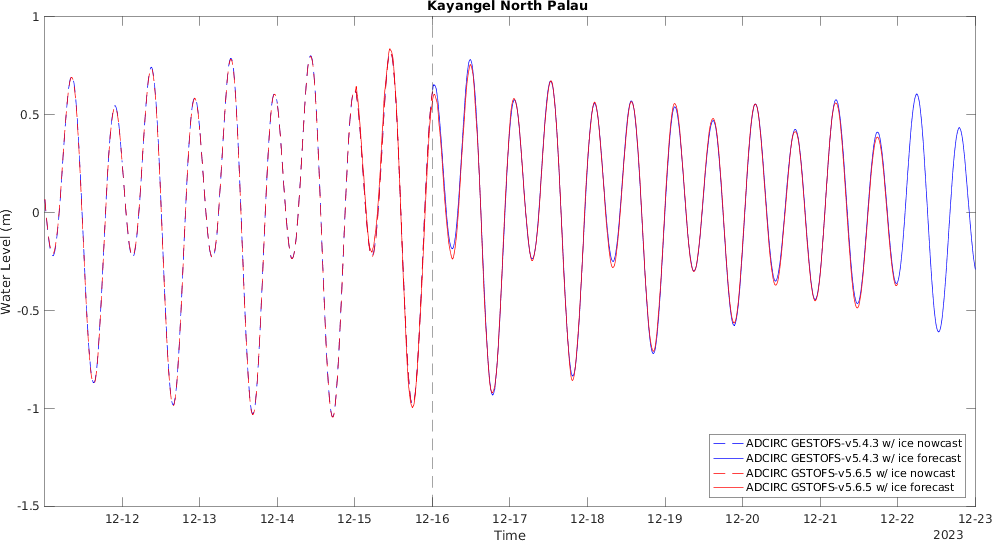 Kayangel North Palau
1
0.5
0
-0.5
-1
-1.5
Water Level (m)
12-12
12-13
12-14
12-15
12-16
12-17
12-18
12-19
12-20
12-21
12-22
12-23
Time
2023
ADCIRC GESTOFS-v5.4.3 w/ ice nowcast
ADCIRC GESTOFS-v5.4.3 w/ ice forecast
ADCIRC GSTOFS-v5.6.5 w/ ice nowcast
ADCIRC GSTOFS-v5.6.5 w/ ice forecast